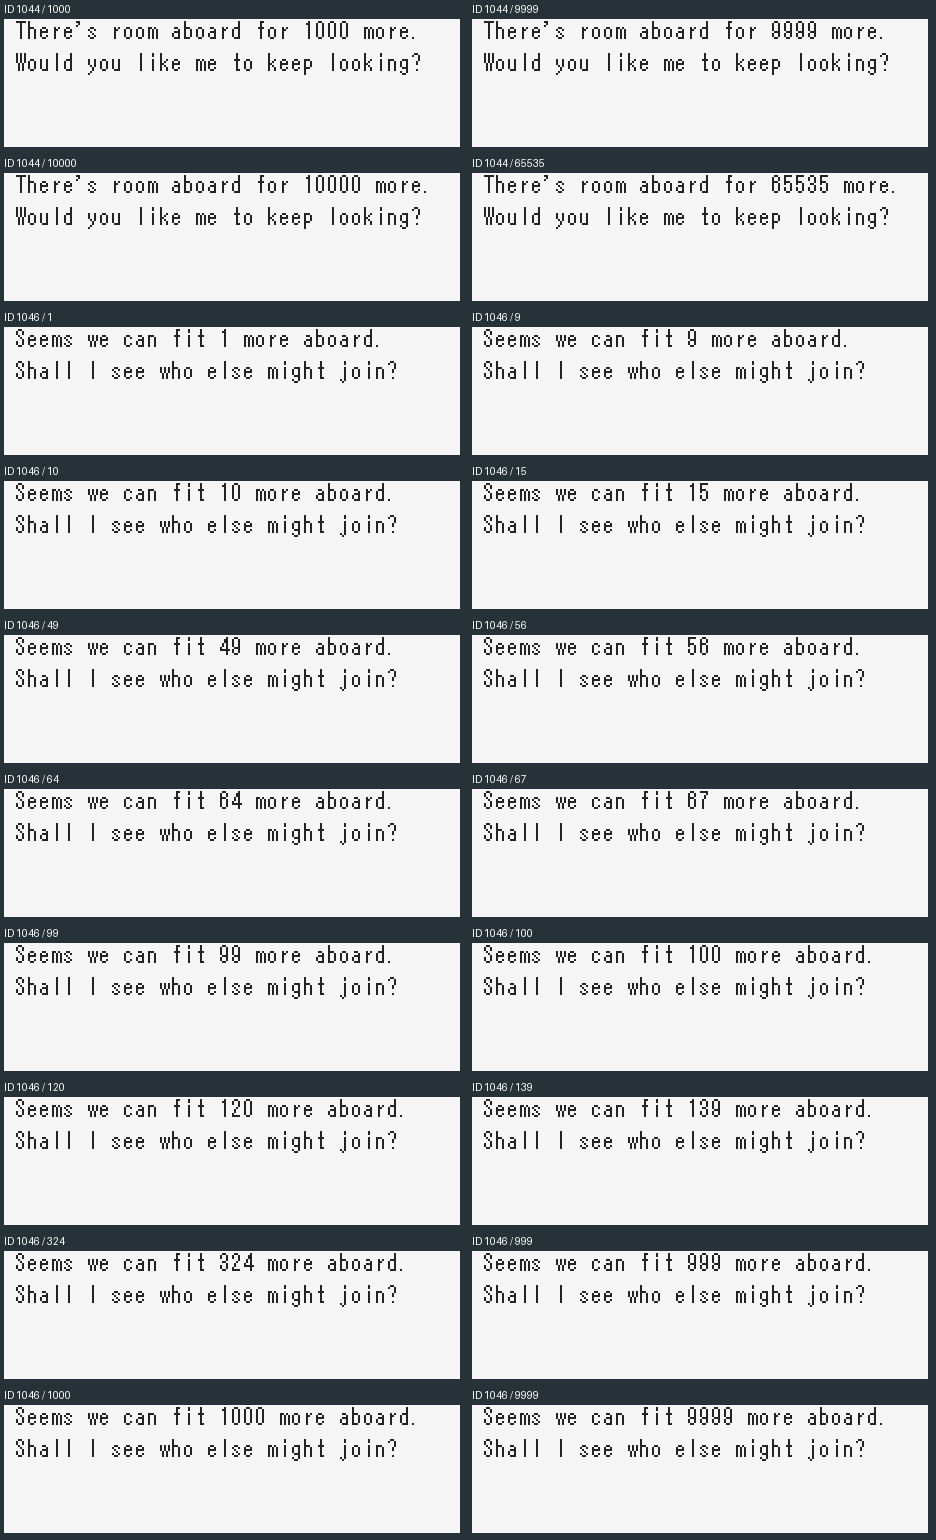 ID 1044 / 1000
There's room aboard for 1000 more.
Would you like me to keep looking?
ID 1044 / 9999
There's room aboard for 9999 more.
Would you like me to keep looking?
ID 1044 / 10000
There's room aboard for 10000 more.
Would you like me to keep looking?
ID 1044 / 65535
There's room aboard for 65535 more.
Would you like me to keep looking?
ID 1046 / 1
Seems we can fit 1 more aboard.
Shall I see who else might join?
ID 1046 / 9
Seems we can fit 9 more aboard.
Shall I see who else might join?
ID 1046 / 10
Seems we can fit 10 more aboard.
Shall I see who else might join?
ID 1046 / 15
Seems we can fit 15 more aboard.
Shall I see who else might join?
ID 1046 / 49
Seems we can fit 49 more aboard.
Shall I see who else might join?
ID 1046 / 56
Seems we can fit 56 more aboard.
Shall I see who else might join?
ID 1046 / 64
Seems we can fit 64 more aboard.
Shall I see who else might join?
ID 1046 / 67
Seems we can fit 67 more aboard.
Shall I see who else might join?
ID 1046 / 99
Seems we can fit 99 more aboard.
Shall I see who else might join?
ID 1046 / 100
Seems we can fit 100 more aboard.
Shall I see who else might join?
ID 1046 / 120
Seems we can fit 120 more aboard.
Shall I see who else might join?
ID 1046 / 139
Seems we can fit 139 more aboard.
Shall I see who else might join?
ID 1046 / 324
Seems we can fit 324 more aboard.
Shall I see who else might join?
ID 1046 / 999
Seems we can fit 999 more aboard.
Shall I see who else might join?
ID 1046 / 1000
Seems we can fit 1000 more aboard.
Shall I see who else might join?
ID 1046 / 9999
Seems we can fit 9999 more aboard.
Shall I see who else might join?